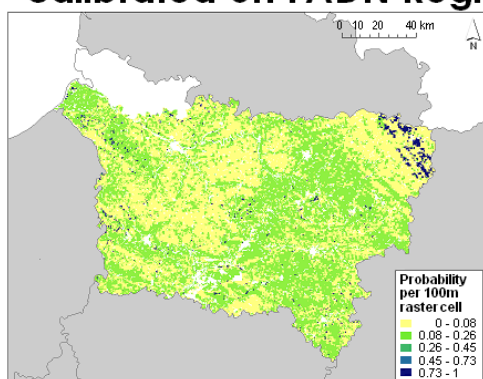 0 10 20 40 km
N
Probability
per 100m
raster cell
0 - 0.08
0.08 - 0.26
0.26 - 0.45
0.45 - 0.73
0.73 - 1